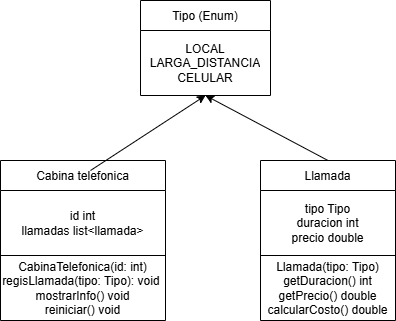 Tipo (Enum)
LOCAL
LARGA_DISTANCIA
CELULAR
Cabina telefonica
id int
llamadas list<llamada>
CabinaTelefonica(id: int)
regisLlamada(tipo: Tipo): void
mostrarInfo() void
reiniciar() void
Llamada
tipo Tipo
duracion int
precio double
Llamada(tipo: Tipo)
getDuracion() int
getPrecio() double
calcularCosto() double